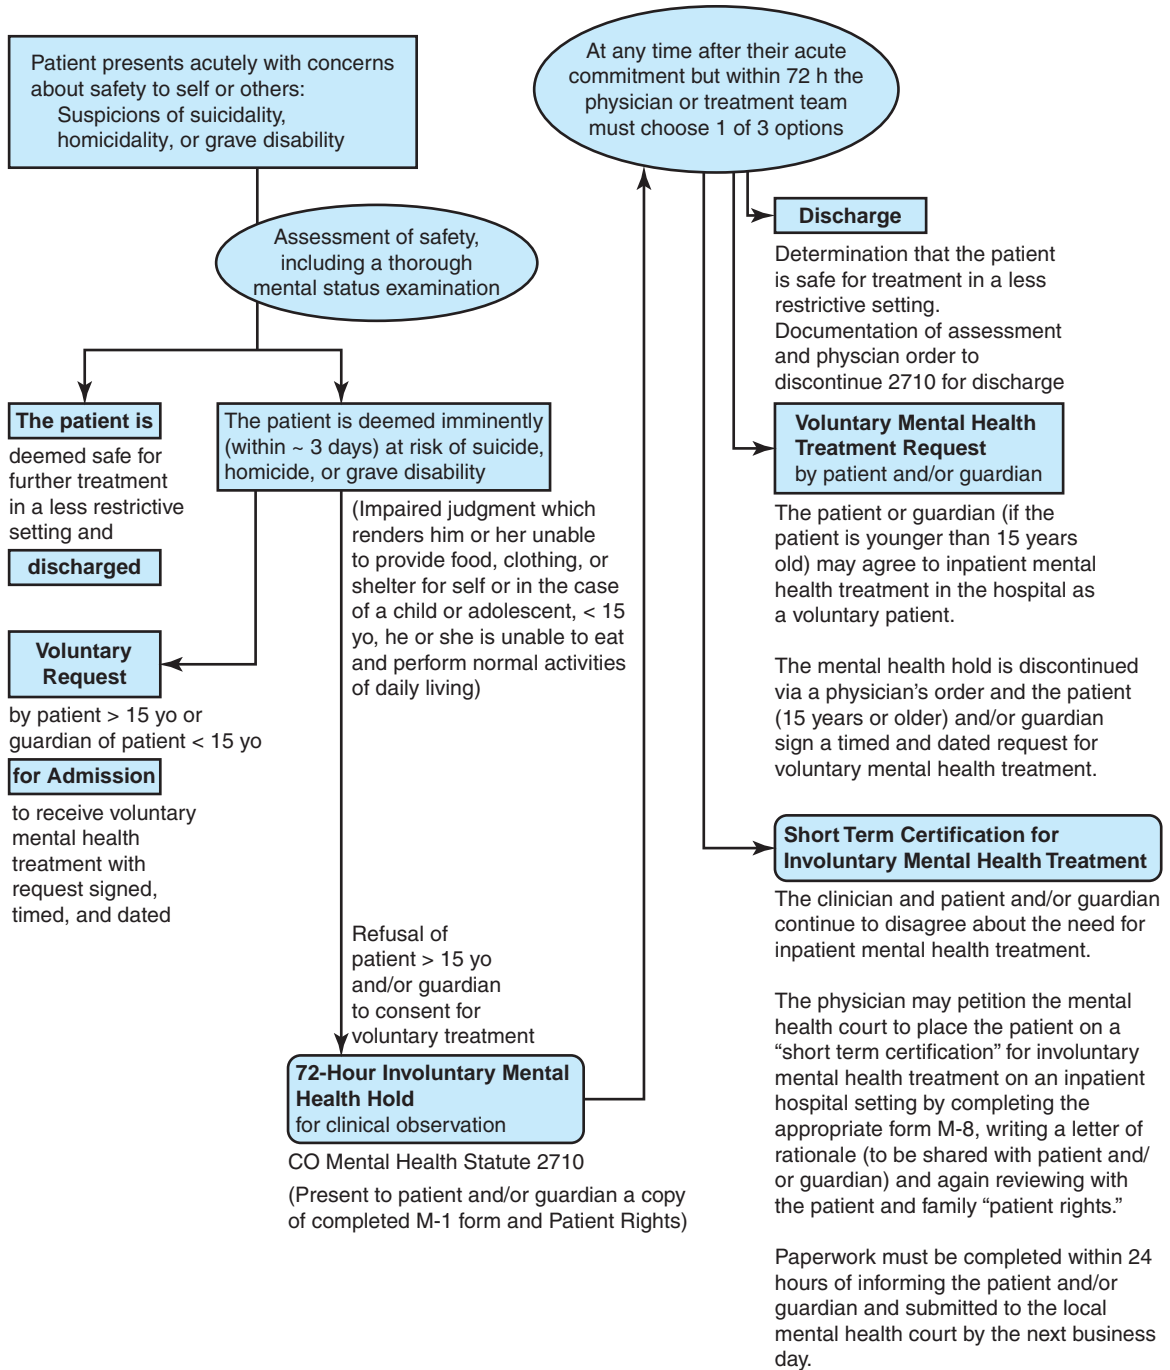 Patient presents acutely with concerns
about safety to self or others:
Suspicions of suicidality,
homicidality, or grave disability
Assessment of safety,
including a thorough
mental status examination
The patient is
deemed safe for
further treatment
in a less restrictive
setting and
discharged
The patient is deemed imminently
(within ~ 3 days) at risk of suicide,
homicide, or grave disability
(Impaired judgment which
renders him or her unable
to provide food, clothing, or
shelter for self or in the case
of a child or adolescent, < 15
yo, he or she is unable to eat
and perform normal activities
of daily living)
Voluntary
Request
by patient > 15 yo or
guardian of patient < 15 yo
for Admission
to receive voluntary
mental health
treatment with
request signed,
timed, and dated
Refusal of
patient > 15 yo
and/or guardian
to consent for
voluntary treatment
72-Hour Involuntary Mental
Health Hold
for clinical observation
CO Mental Health Statute 2710
(Present to patient and/or guardian a copy
of completed M-1 form and Patient Rights)
At any time after their acute
commitment but within 72 h the
physician or treatment team
must choose 1 of 3 options
Discharge
Determination that the patient
is safe for treatment in a less
restrictive setting.
Documentation of assessment
and physcian order to
discontinue 2710 for discharge
Voluntary Mental Health
Treatment Request
by patient and/or guardian
The patient or guardian (if the
patient is younger than 15 years
old) may agree to inpatient mental
health treatment in the hospital as
a voluntary patient.
The mental health hold is discontinued
via a physician’s order and the patient
(15 years or older) and/or guardian
sign a timed and dated request for
voluntary mental health treatment.
Short Term Certification for
Involuntary Mental Health Treatment
The clinician and patient and/or guardian
continue to disagree about the need for
inpatient mental health treatment.
The physician may petition the mental
health court to place the patient on a
“short term certification” for involuntary
mental health treatment on an inpatient
hospital setting by completing the
appropriate form M-8, writing a letter of
rationale (to be shared with patient and/
or guardian) and again reviewing with
the patient and family “patient rights.”
Paperwork must be completed within 24
hours of informing the patient and/or
guardian and submitted to the local
mental health court by the next business
day.